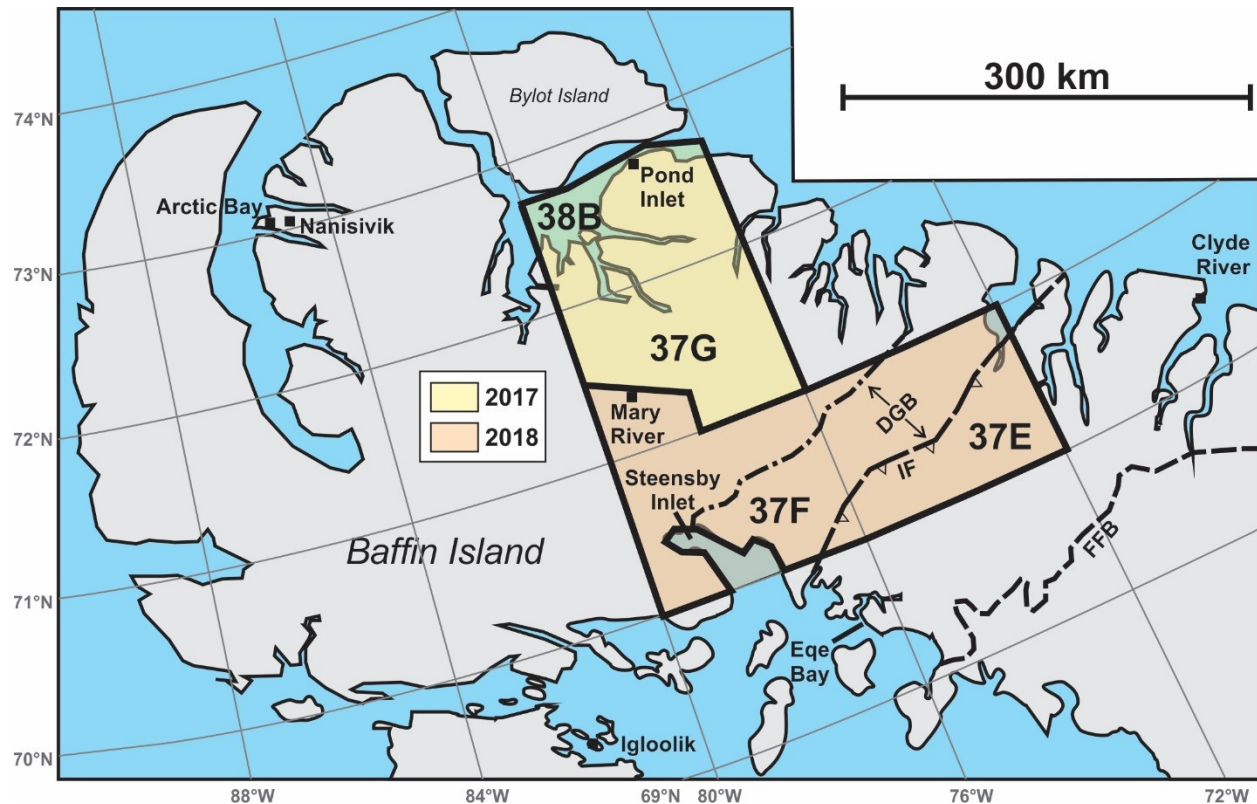 300 km
Bylot Island
74°N
Pond
Inlet
Arctic Bay
Nanisivik
38B
Clyde
River
73°N
37G
2017
2018
Mary
River
DGB
37E
72°N
IF
Steensby
Inlet
37F
Baffin Island
FFB
71°N
Eqe
Bay
Igloolik
70°N
88°W
84°W
69°N
80°W
76°W
72°W